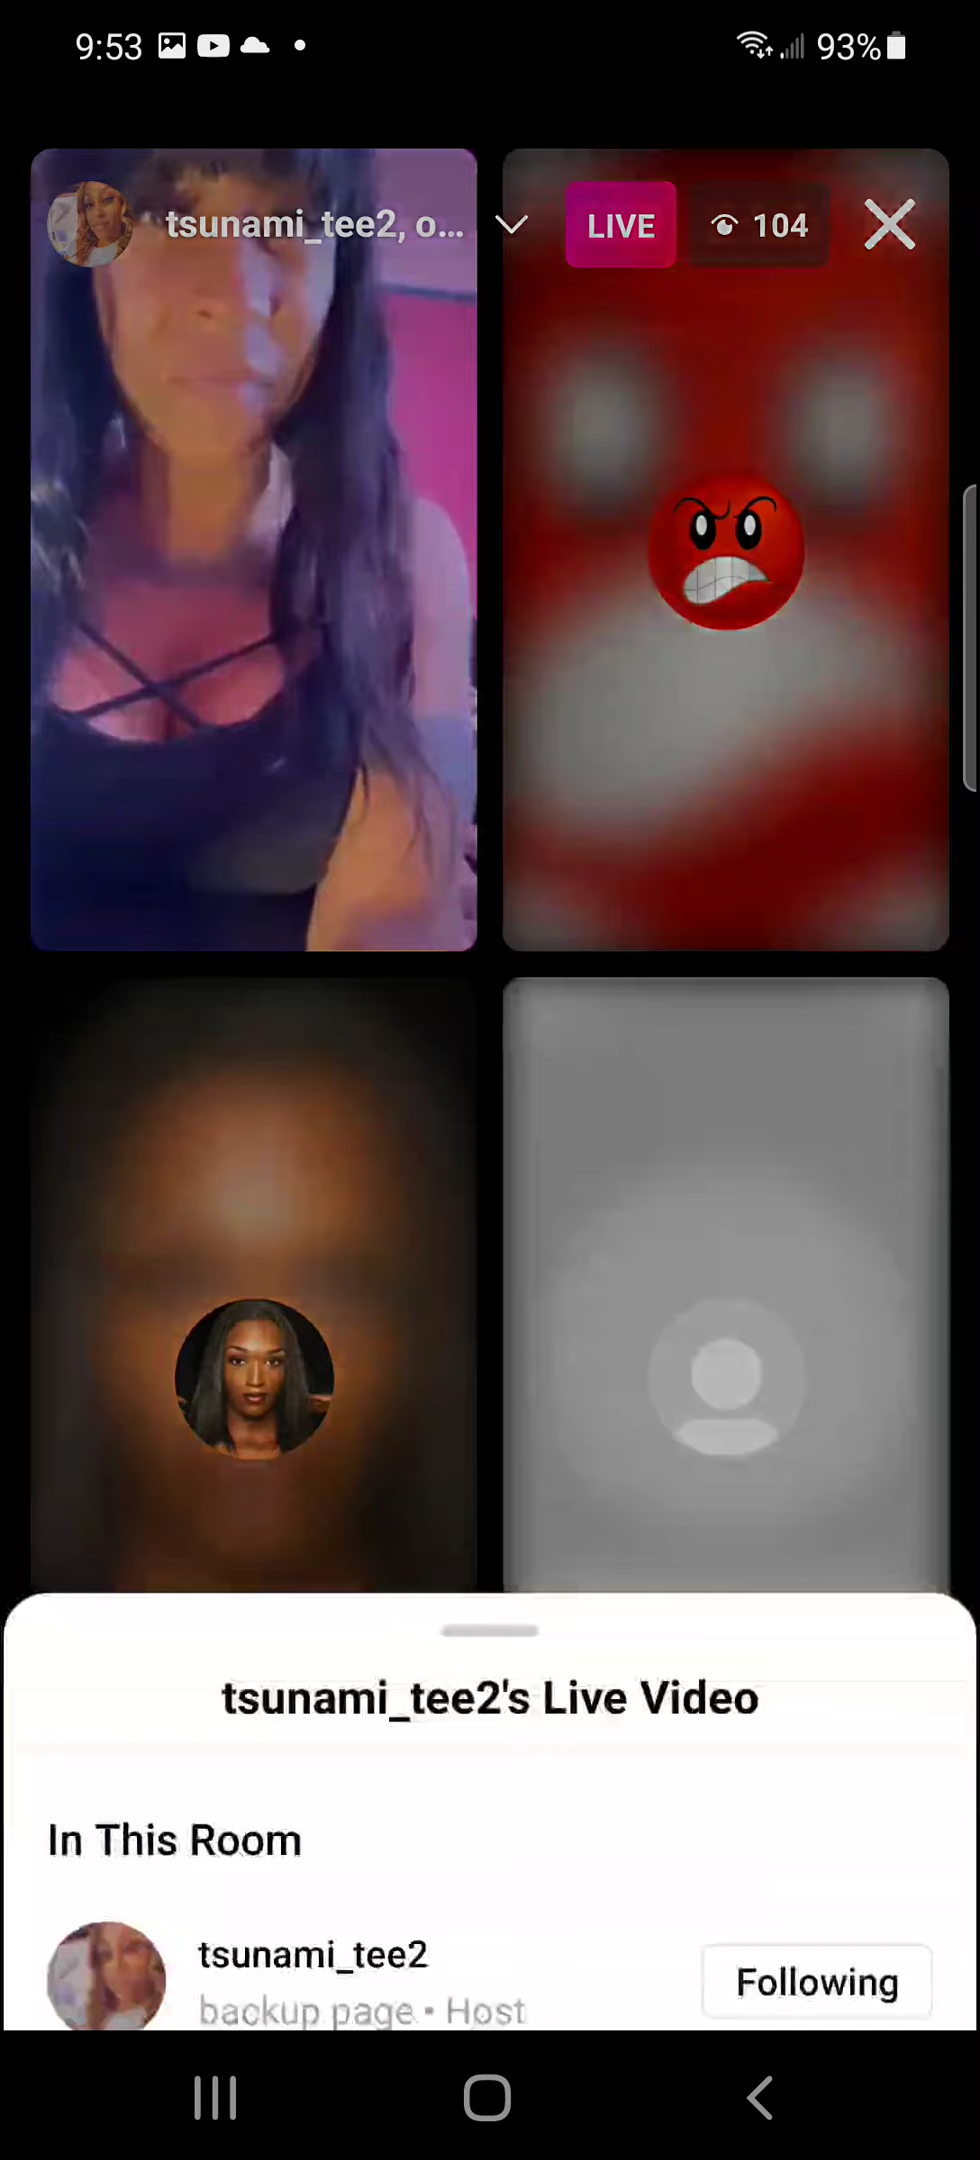 9:53
93%
tsunami_tee2, o...
LIVE
104
tsunami_tee2's Live Video
In This Room
tsunami_tee2
Following
backup page • Host